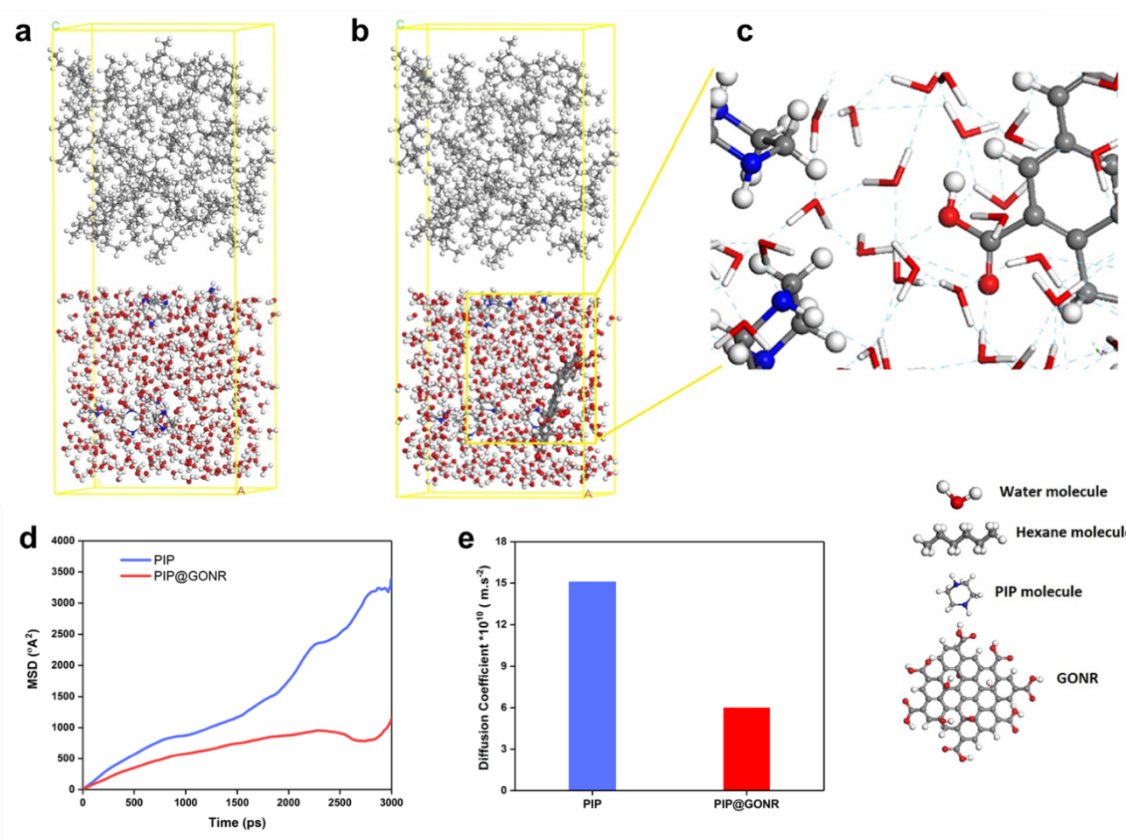 a
b
c
C
C
A
A
Water molecule
Hexane molecule
PIP molecule
GONR
d
PIP
PIP@GONR
MSD (°A²)
4000
3500
3000
2500
2000
1500
1000
500
0
0
500
1000
1500
2000
2500
3000
Time (ps)
e
Diffusion Coefficient *10¹⁰ ( m.s⁻²)
18
15
12
9
6
3
0
PIP
PIP@GONR